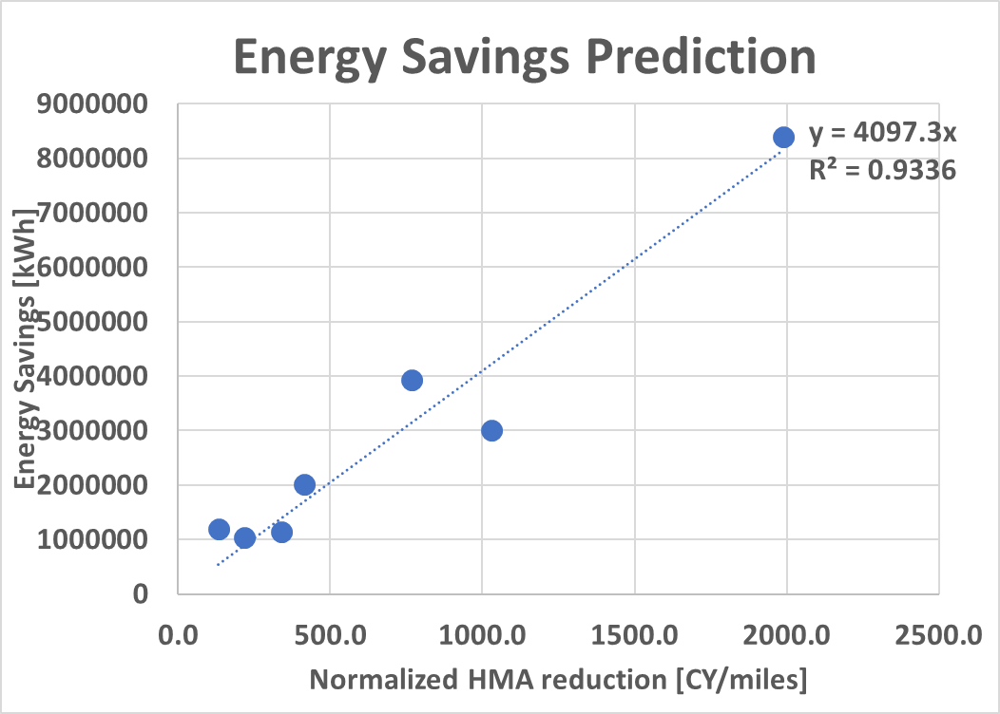 Energy Savings Prediction
9000000
8000000
7000000
6000000
5000000
4000000
3000000
2000000
1000000
0
Energy Savings [kWh]
y = 4097.3x
R² = 0.9336
0.0 500.0 1000.0 1500.0 2000.0 2500.0
Normalized HMA reduction [CY/miles]